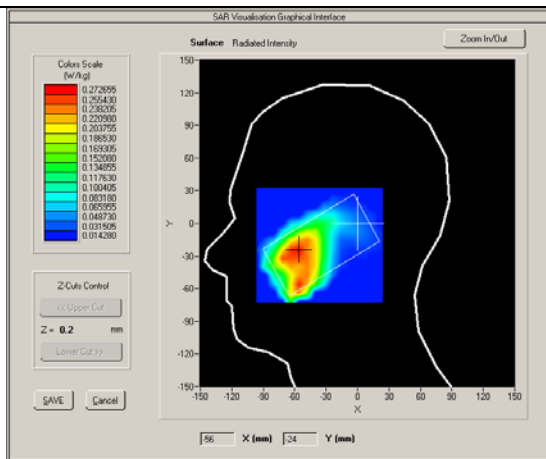 SAR Visualisation Graphical Interface
Surface Radiated Intensity
Zoom In/Out
Colors Scale
(W/kg)
0.272655
0.255430
0.238205
0.220980
0.203755
0.186530
0.169305
0.152080
0.134855
0.117630
0.100405
0.083180
0.065955
0.048730
0.031505
0.014280
Z-Cuts Control
<< Upper Cut
Z = 0.2 mm
Lower Cut >>
SAVE Cancel
150
120
90
60
30
0
-30
-60
-90
-120
-150
Y
-150 -120 -90 -60 -30 0 30 60 90 120 150
X
-56 X (mm) -24 Y (mm)